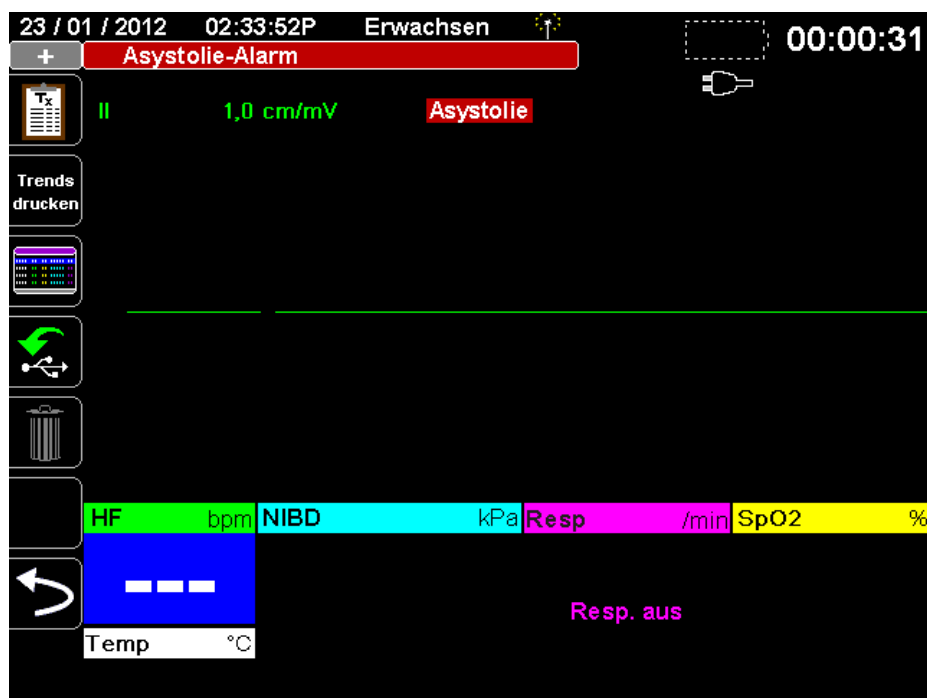 23 / 01 / 2012 02:33:52P Erwachsen 00:00:31
+ Asystolie-Alarm
Tx
II 1,0 cm/mV Asystolie
Trends
drucken
HF bpm NIBD kPa Resp /min SpO2 %
--- Resp. aus
Temp °C